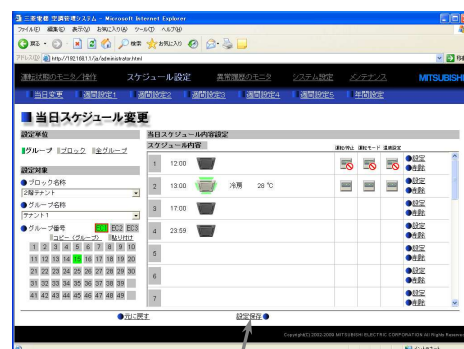 三菱電機 空調管理システム - Microsoft Internet Explorer
ファイル(F) 編集(E) 表示(V) お気に入り(A) ツール(T) ヘルプ(H)
戻る 検索 お気に入り
アドレス(D) http://192.168.1.1/ja/administrator.html 移動
運転状態のモニタ/操作 スケジュール設定 異常履歴のモニタ システム設定 メンテナンス MITSUBISHI
当日変更 週間設定1 週間設定2 週間設定3 週間設定4 週間設定5 年間設定
当日スケジュール変更
設定単位
グループ ブロック 全グループ
設定対象
ブロック名称
2階テナント
グループ名称
テナント1
グループ番号 EC2 EC3
コピー(グループ) 貼り付け
1 2 3 4 5 6 7 8 9 10
11 12 13 14 15 16 17 18 19 20
21 22 23 24 25 26 27 28 29 30
31 32 33 34 35 36 37 38 39
41 42 43 44 45 46 47 48 49
当日スケジュール内容設定
スケジュール内容 運転/停止 運転モード 温度設定
1 12:00 設定 削除
2 13:00 冷房 28 ℃ 設定 削除
3 17:00 設定 削除
4 23:59 設定 削除
5 設定 削除
6 設定 削除
7 設定 削除
元に戻す 設定保存
Copyright(C) 2002-2009 MITSUBISHI ELECTRIC CORPORATION All Rights Reserved